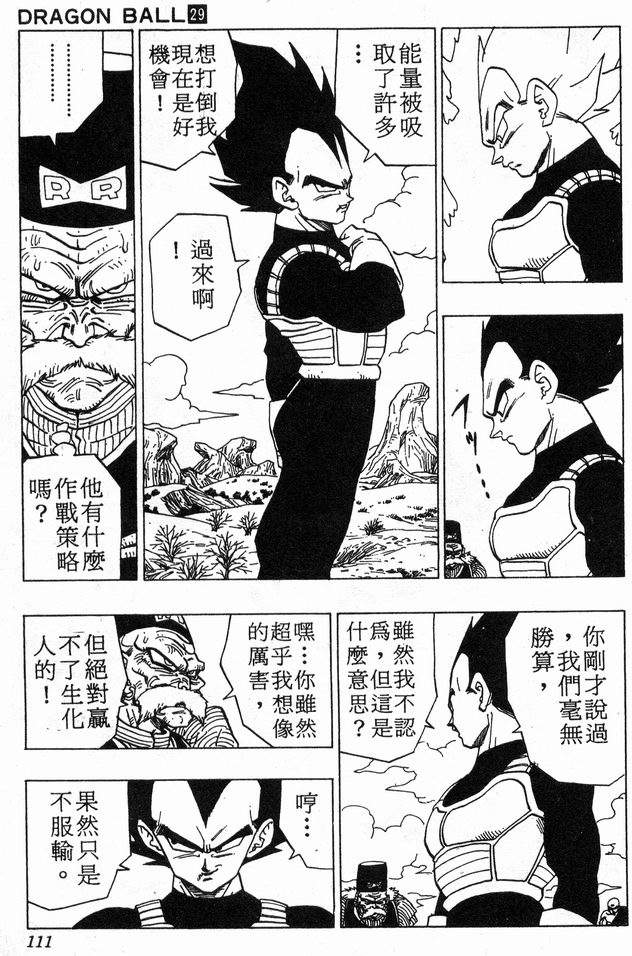 DRAGON BALL 29
能量被吸
取了許多
…
想打倒我
現在是好
機會！
過來啊
！
…………
…………
R R
他有什麼
作戰策略
嗎？
你剛才說過
，我們毫無
勝算，
雖然我不認
為，但這是
什麼意思？
嘿…你雖然
超乎我想像
的厲害，
但絕對贏
不了生化
人的！
哼…
果然只是
不服輸。
111